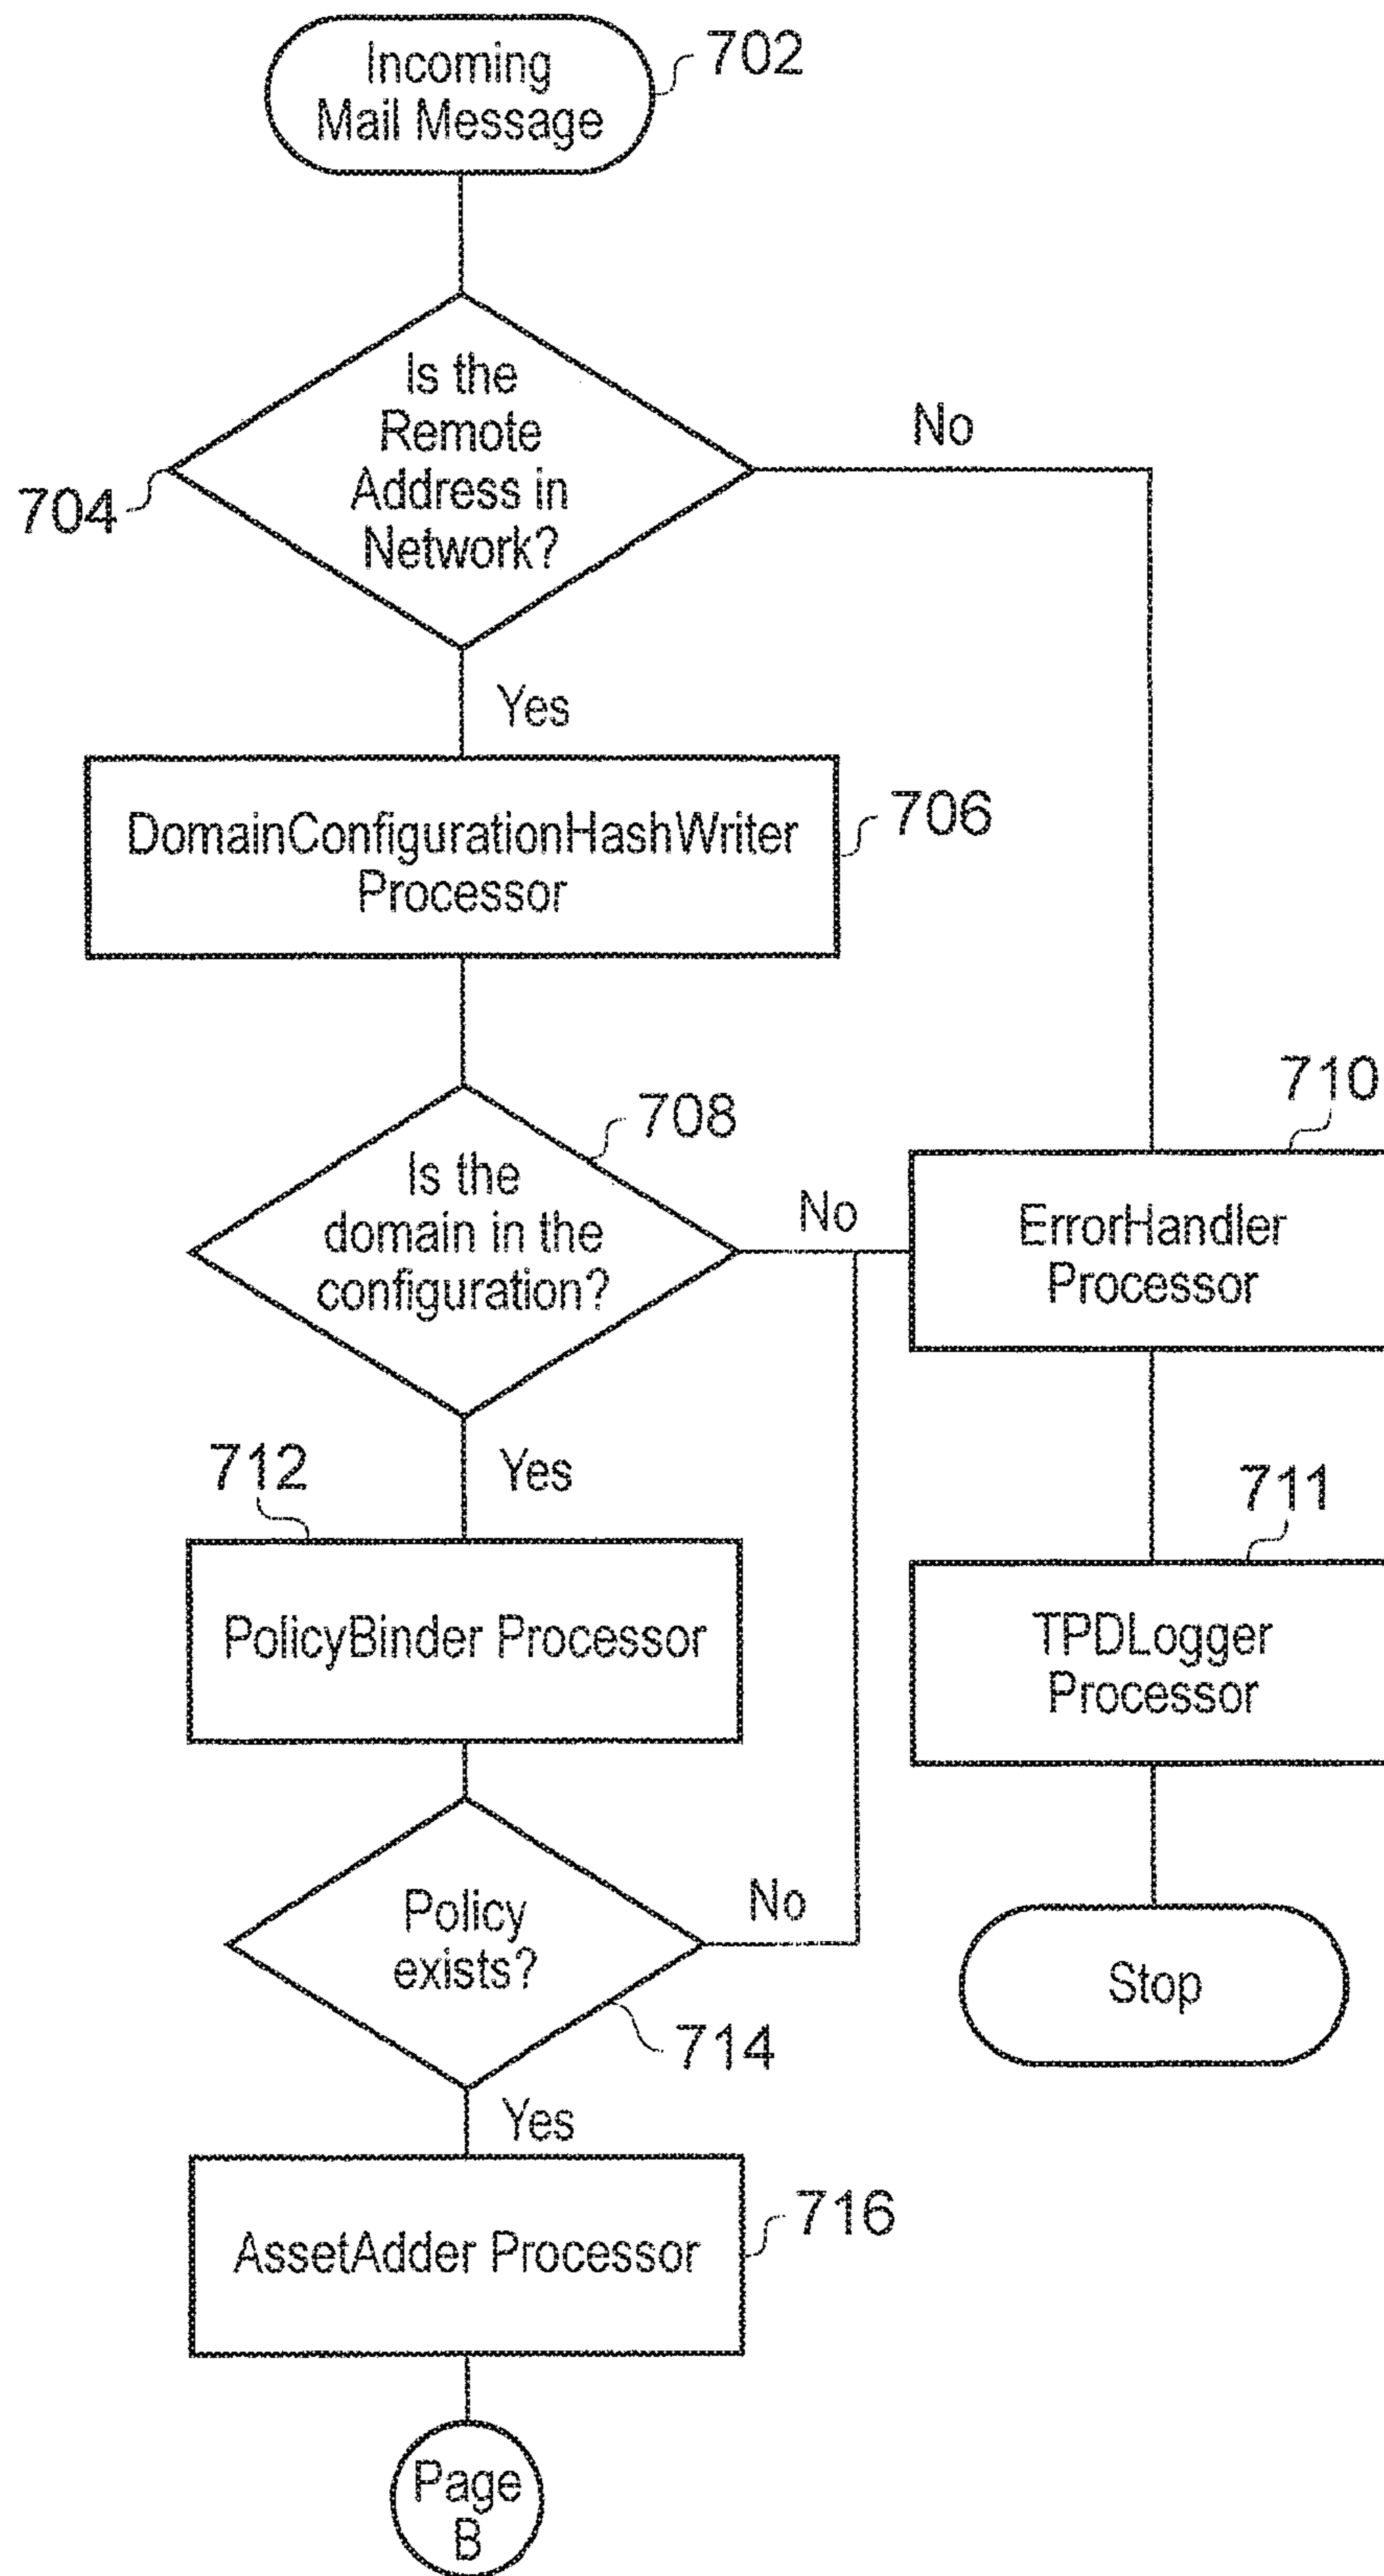 Incoming
Mail Message
702
Is the
Remote
Address in
Network?
704
No
Yes
DomainConfigurationHashWriter
Processor
706
Is the
domain in the
configuration?
708
No
710
ErrorHandler
Processor
Yes
712
PolicyBinder Processor
711
TPDLogger
Processor
Policy
exists?
No
714
Stop
Yes
AssetAdder Processor
716
Page
B